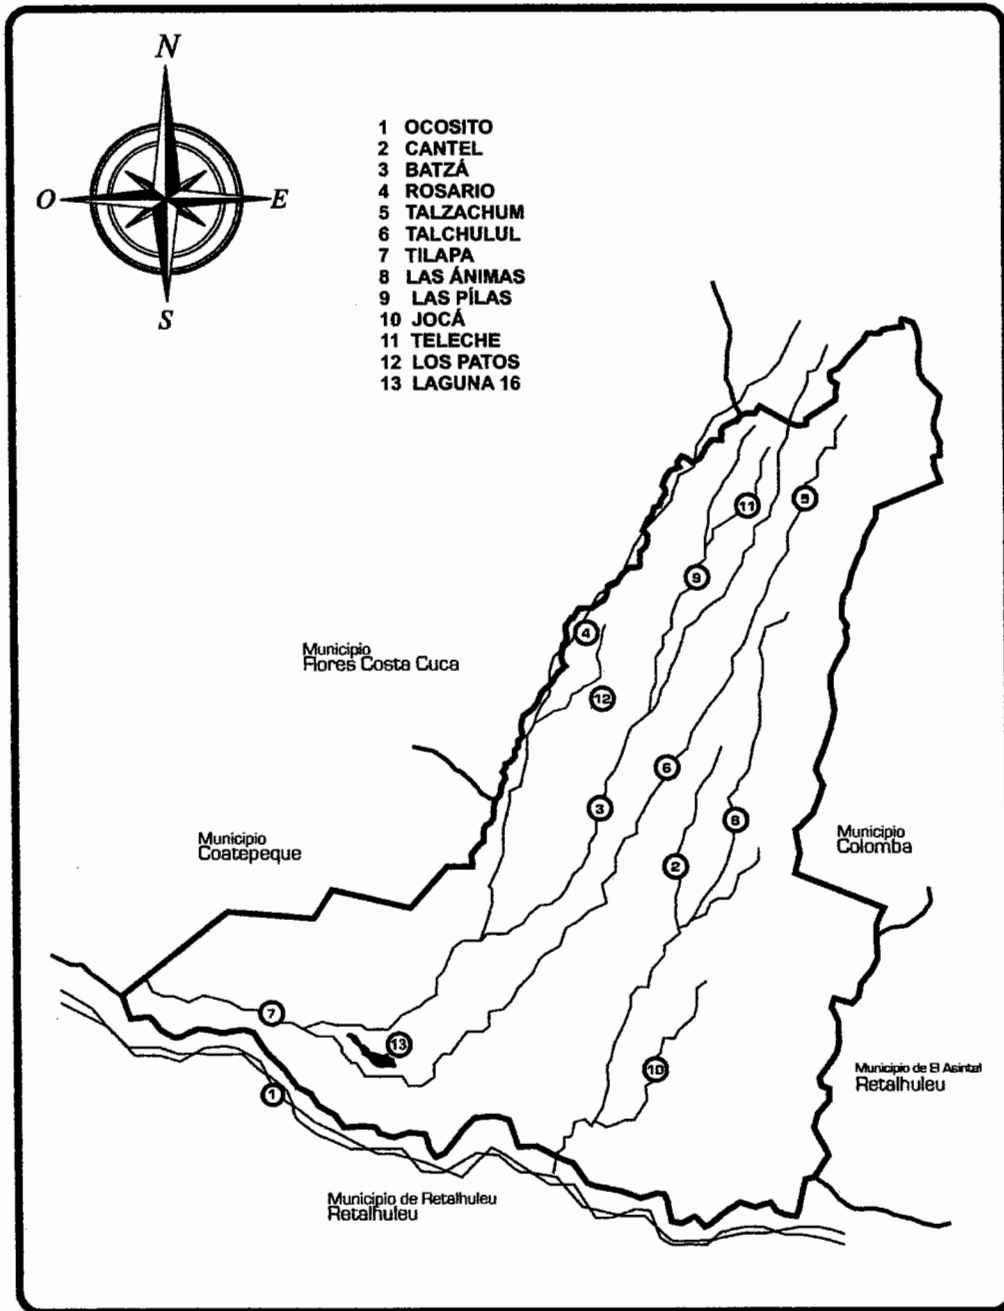 N
O
E
S
1 OCOSITO
2 CANTEL
3 BATZÁ
4 ROSARIO
5 TALZACHUM
6 TALCHULUL
7 TILAPA
8 LAS ÁNIMAS
9 LAS PÍLAS
10 JOCÁ
11 TELECHE
12 LOS PATOS
13 LAGUNA 16
11
5
9
4
Municipio
Flores Costa Cuca
12
6
3
8
Municipio
Coatepeque
Municipio
Colomba
2
7
13
10
Municipio de El Asintal
Retalhuleu
1
Municipio de Retalhuleu
Retalhuleu